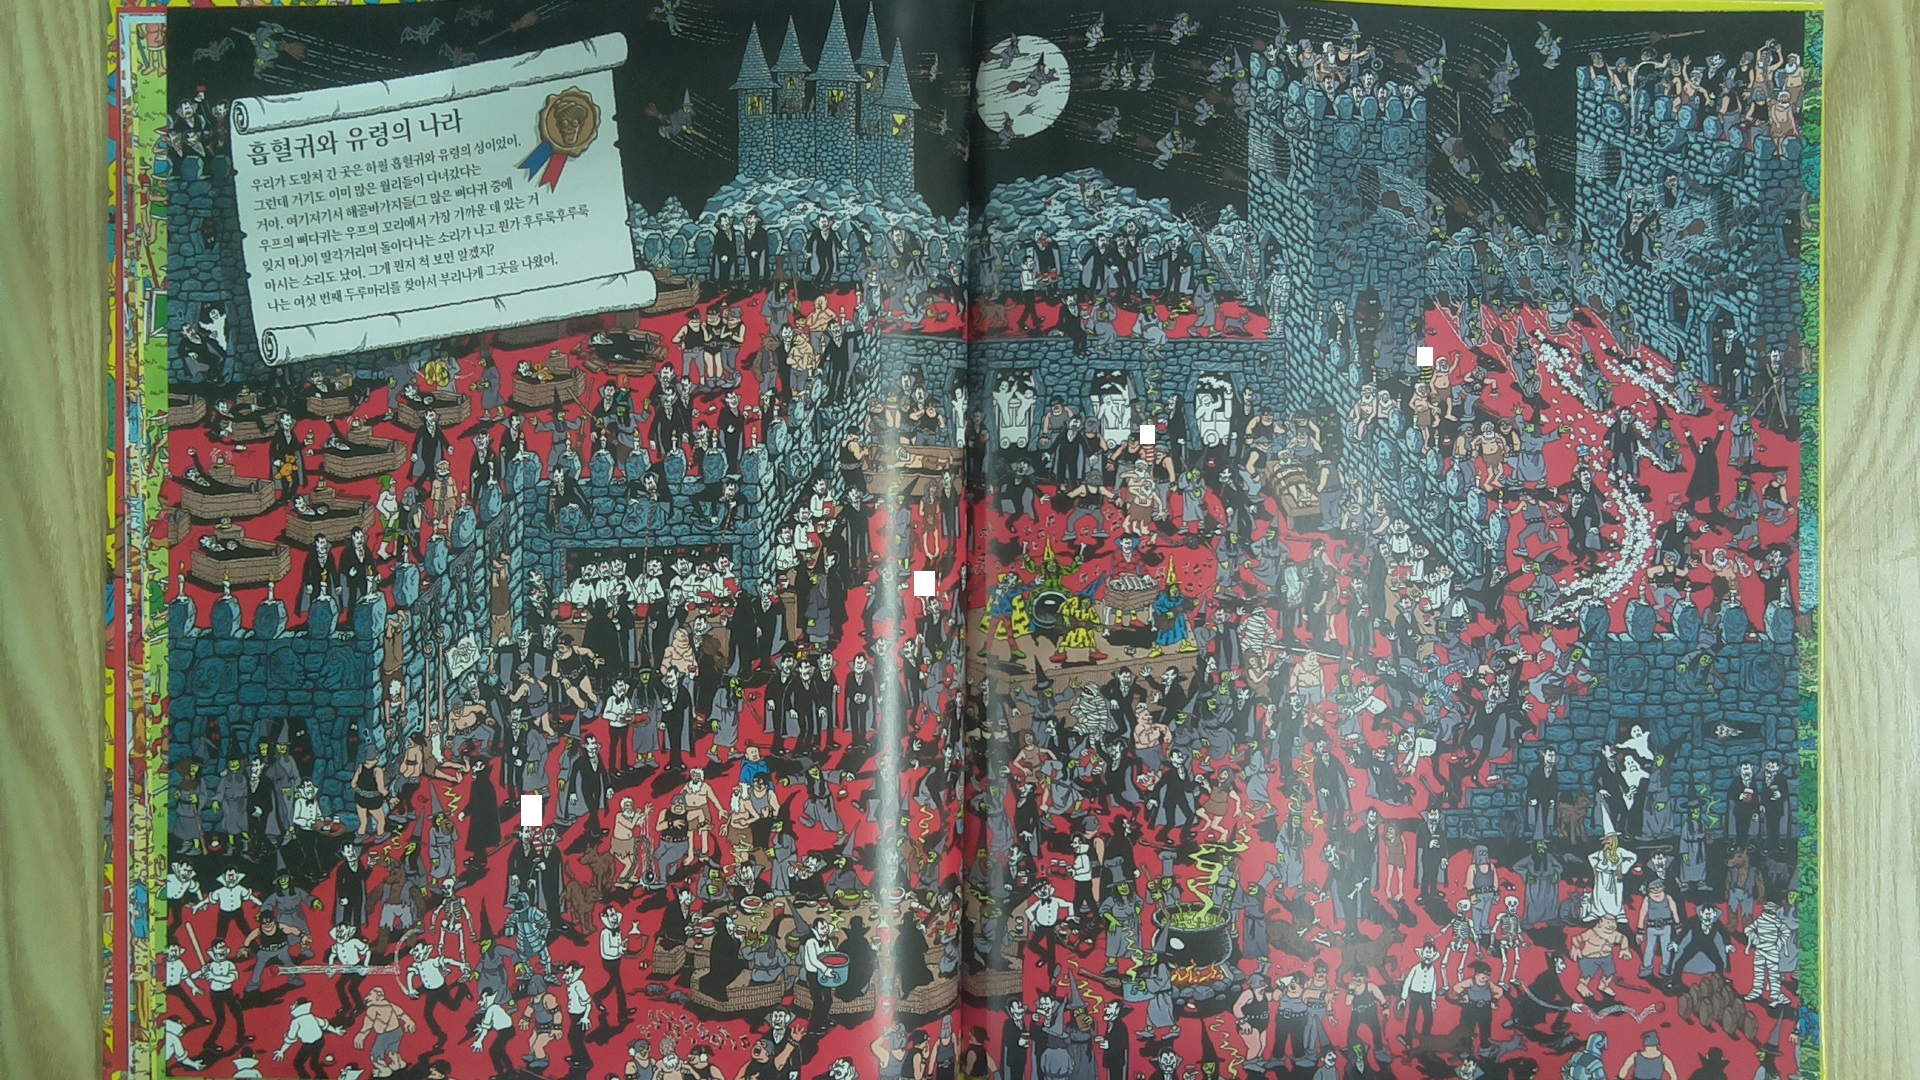 흡혈귀와 유령의 나라
우리가 도망쳐 간 곳은 하필 흡혈귀와 유령의 성이었어.
그런데 거기도 이미 많은 월리들이 다녀갔다는
거야. 여기저기서 해골바가지들(그 많은 뼈다귀 중에
우프의 뼈다귀는 우프의 꼬리에서 가장 가까운 데 있는 거
잊지 마.)이 딸각거리며 돌아다니는 소리가 나고 뭔가 후루룩후루룩
마시는 소리도 났어. 그게 뭔지 척 보면 알겠지?
나는 여섯 번째 두루마리를 찾아서 부리나케 그곳을 나왔어.